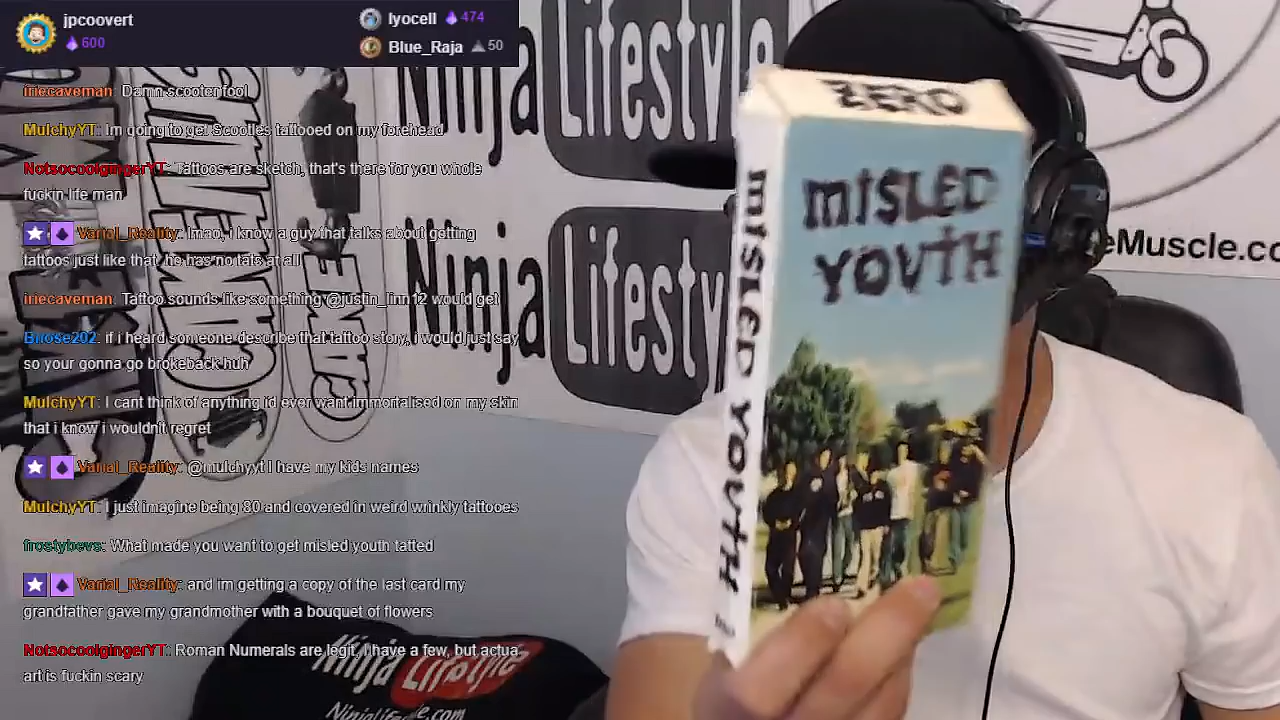 jpcoovert
600
lyocell 474
Blue_Raja 50
iriecaveman: Damn scooter fool
MulchyYT: Im going to get Scootles tattooed on my forehead
NotsocoolgingerYT: Tattoos are sketch, that's there for you whole
fuckin life man
Varial_Reality: lmao, i know a guy that talks about getting
tattoos just like that, he has no tats at all
iriecaveman: Tattoo sounds like something @justin_linn12 would get
if i heard someone describe that tattoo story, i would just say
so your gonna go brokeback huh
MulchyYT: I cant think of anything id ever want immortalised on my skin
that i know i wouldnt regret
Varial_Reality: @mulchyyt I have my kids names
MulchyYT: I just imagine being 80 and covered in weird wrinkly tattooes
frostybevs: What made you want to get misled youth tatted
Varial_Reality: and im getting a copy of the last card my
grandfather gave my grandmother with a bouquet of flowers
NotsocoolgingerYT: Roman Numerals are legit, I have a few, but actua
art is fuckin scary
Ninja Lifestyle
Ninja Lifesty
CAKE
ZERO
MISLED
YOUTH
MISLED YOUTH
eMuscle.co
Ninja Lifestyle